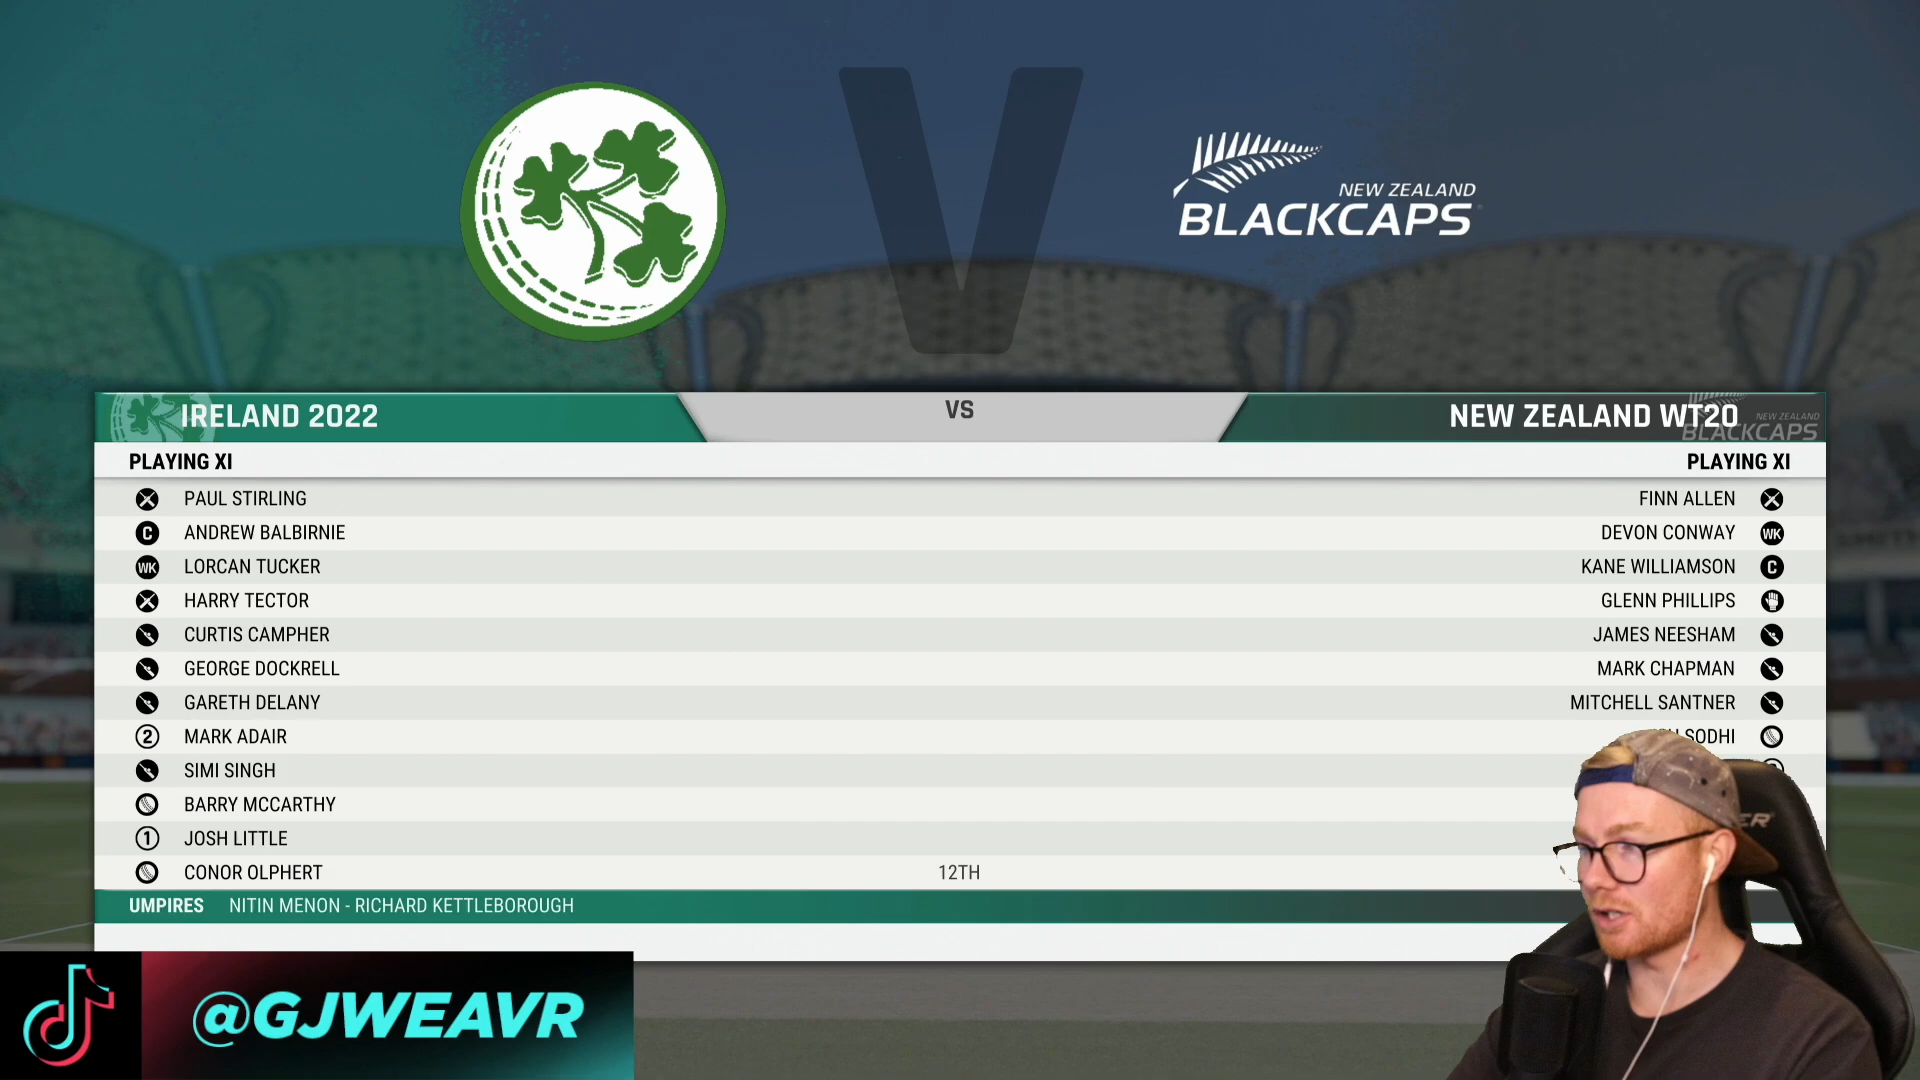 V
NEW ZEALAND
BLACKCAPS
IRELAND 2022
VS
NEW ZEALAND WT20
NEW ZEALAND
BLACKCAPS
PLAYING XI
PLAYING XI
PAUL STIRLING
FINN ALLEN
C ANDREW BALBIRNIE
DEVON CONWAY WK
WK LORCAN TUCKER
KANE WILLIAMSON C
HARRY TECTOR
GLENN PHILLIPS
CURTIS CAMPHER
JAMES NEESHAM
GEORGE DOCKRELL
MARK CHAPMAN
GARETH DELANY
MITCHELL SANTNER
2 MARK ADAIR
SODHI
SIMI SINGH
BARRY MCCARTHY
1 JOSH LITTLE
CONOR OLPHERT
12TH
UMPIRES NITIN MENON - RICHARD KETTLEBOROUGH
@GJWEAVR